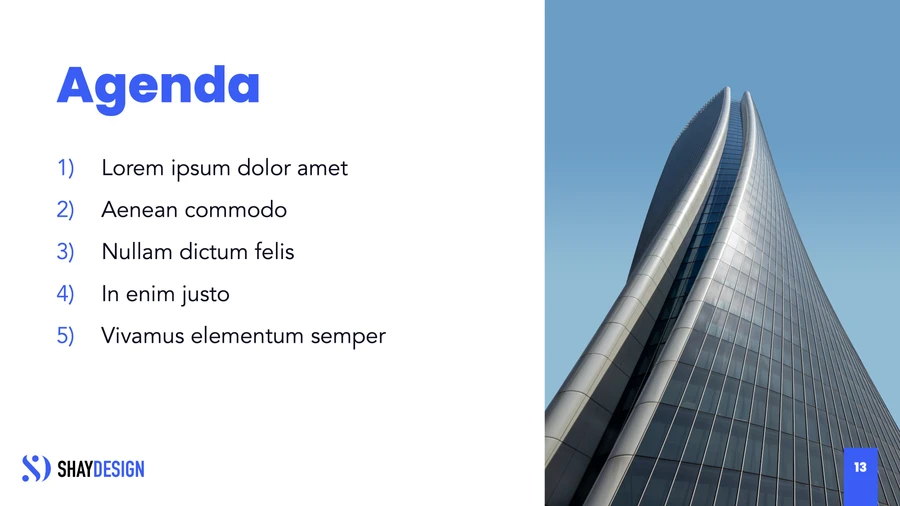 Agenda
1) Lorem ipsum dolor amet
2) Aenean commodo
3) Nullam dictum felis
4) In enim justo
5) Vivamus elementum semper
SHAYDESIGN
13